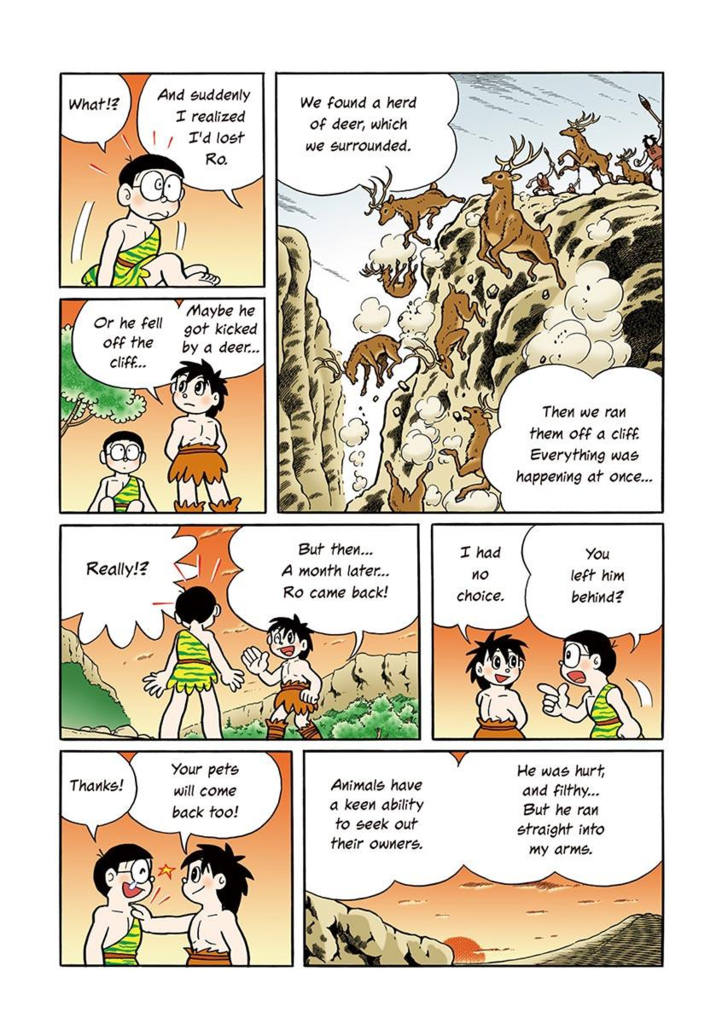 We found a herd
of deer, which
we surrounded.
Then we ran
them off a cliff.
Everything was
happening at once...
And suddenly
I realized
I'd lost
Ro.
What!?
Maybe he
got kicked
by a deer...
Or he fell
off the
cliff...
You
left him
behind?
I had
no
choice.
But then...
A month later...
Ro came back!
Really!?
He was hurt,
and filthy...
But he ran
straight into
my arms.
Animals have
a keen ability
to seek out
their owners.
Your pets
will come
back too!
Thanks!